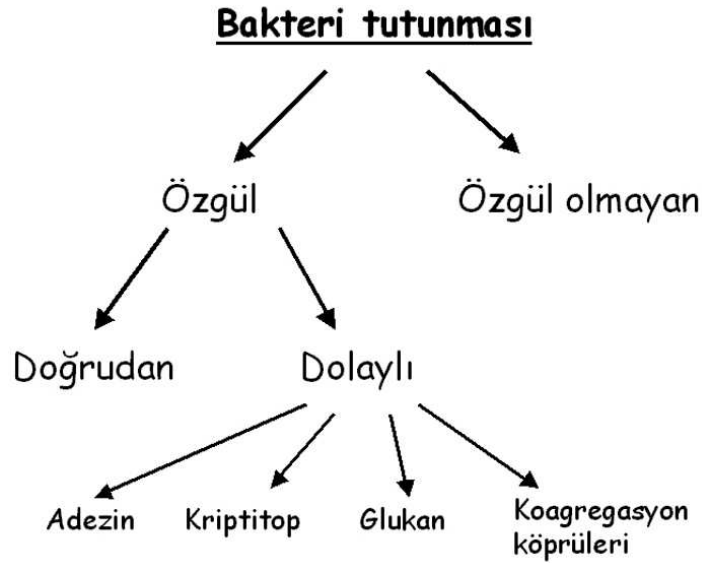 Bakteri tutunması
Özgül
Özgül olmayan
Doğrudan
Dolaylı
Adezin
Kriptitop
Glukan
Koagregasyon
köprüleri